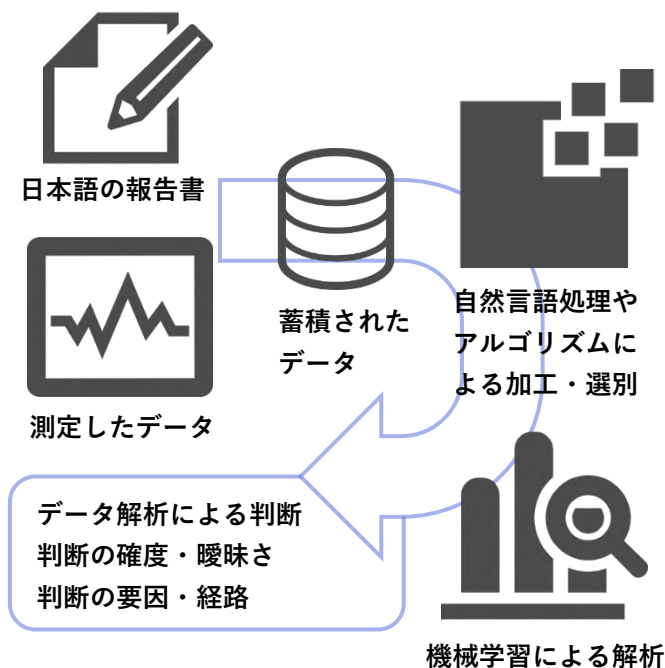 日本語の報告書
測定したデータ
蓄積された
データ
自然言語処理や
アルゴリズムに
よる加工・選別
機械学習による解析
データ解析による判断
判断の確度・曖昧さ
判断の要因・経路